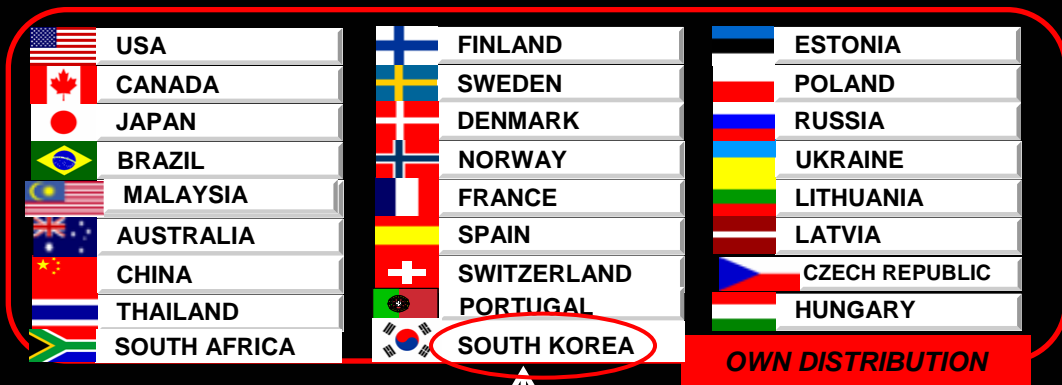 USA
CANADA
JAPAN
BRAZIL
MALAYSIA
AUSTRALIA
CHINA
THAILAND
SOUTH AFRICA
FINLAND
SWEDEN
DENMARK
NORWAY
FRANCE
SPAIN
SWITZERLAND
PORTUGAL
SOUTH KOREA
ESTONIA
POLAND
RUSSIA
UKRAINE
LITHUANIA
LATVIA
CZECH REPUBLIC
HUNGARY
OWN DISTRIBUTION